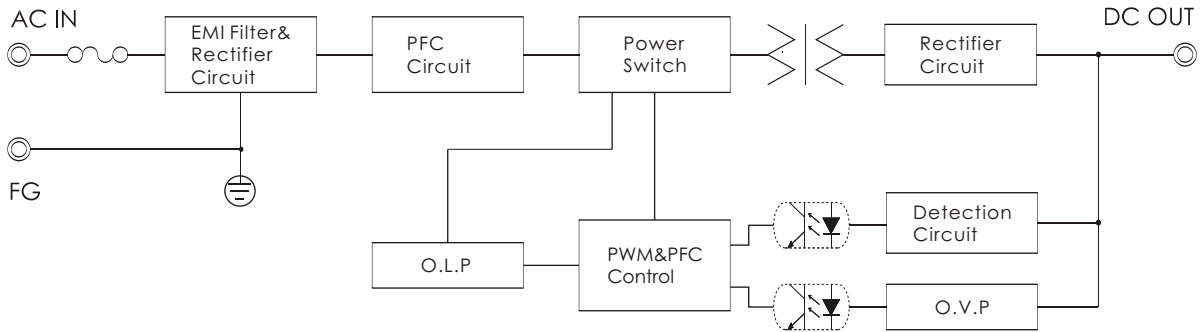 AC IN
EMI Filter&
Rectifier
Circuit
PFC
Circuit
Power
Switch
Rectifier
Circuit
DC OUT
FG
O.L.P
PWM&PFC
Control
Detection
Circuit
O.V.P